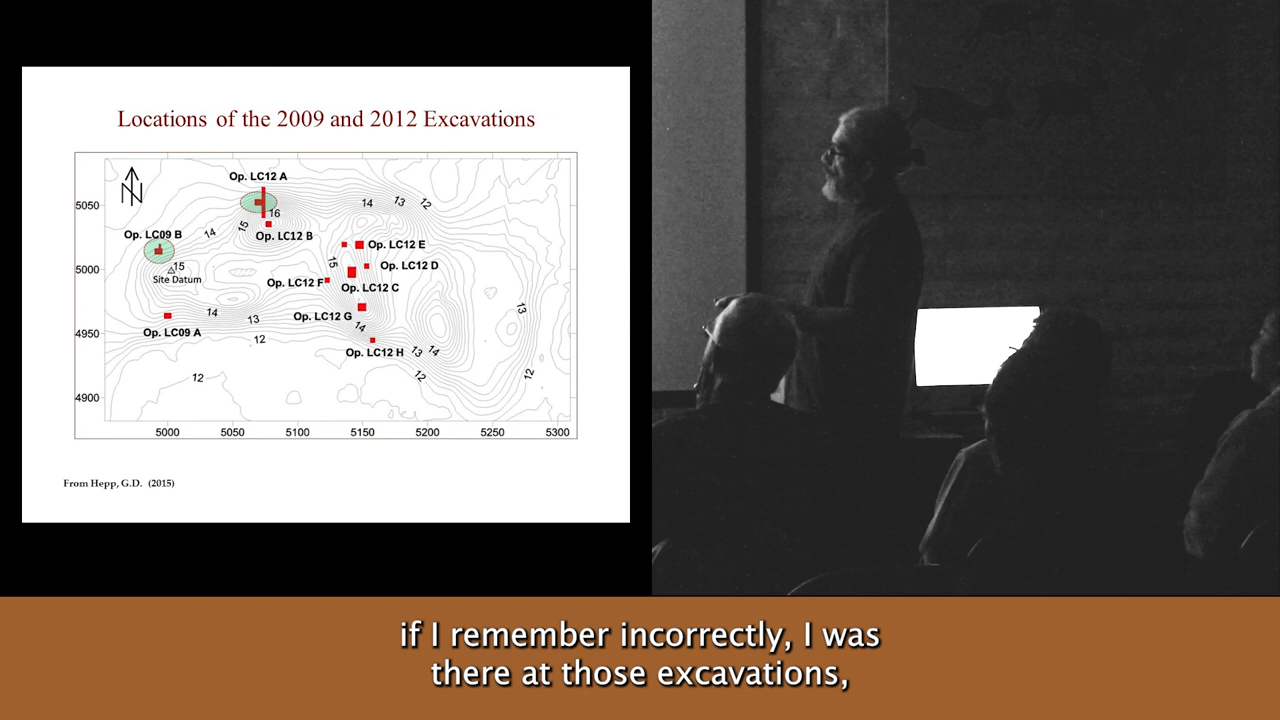 Locations of the 2009 and 2012 Excavations
N
Op. LC12 A
5050
14
13
12
16
15
14
Op. LC09 B
Op. LC12 B
Op. LC12 E
15
5000
15
Op. LC12 D
Site Datum
Op. LC12 F
Op. LC12 C
14
13
Op. LC12 G
13
4950
Op. LC09 A
12
14
Op. LC12 H
13
14
12
12
12
4900
5000
5050
5100
5150
5200
5250
5300
From Hepp, G.D. (2015)
if I remember incorrectly, I was
there at those excavations,